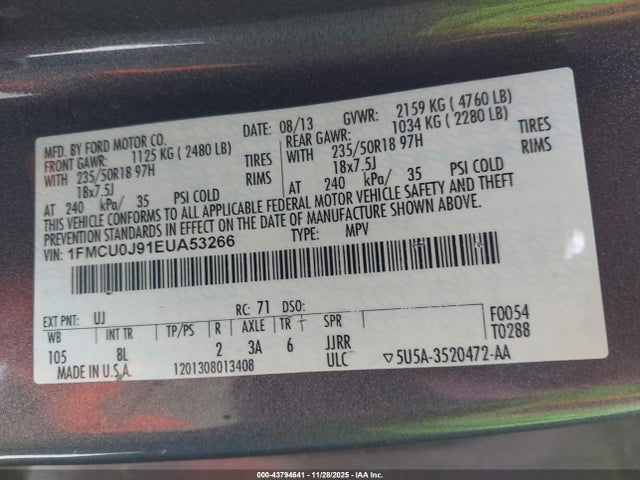 MFD. BY FORD MOTOR CO.
DATE: 08/13 GVWR: 2159 KG ( 4760 LB)
FRONT GAWR: 1125 KG ( 2480 LB) REAR GAWR: 1034 KG ( 2280 LB)
WITH 235/50R18 97H TIRES WITH 235/50R18 97H TIRES
18x7.5J RIMS 18x7.5J RIMS
AT 240 kPa/ 35 PSI COLD AT 240 kPa/ 35 PSI COLD
THIS VEHICLE CONFORMS TO ALL APPLICABLE FEDERAL MOTOR VEHICLE SAFETY AND THEFT
PREVENTION STANDARDS IN EFFECT ON THE DATE OF MANUFACTURE SHOWN ABOVE.
VIN: 1FMCU0J91EUA53266 TYPE: MPV
EXT PNT: UJ RC: 71 DSO: F0054
WB INT TR TP/PS R AXLE TR SPR T0288
105 8L 2 3A 6 JJRR
ULC ▽5U5A-3520472-AA
MADE IN U.S.A. 1201308013408
000-43794641 - 11/28/2025 - IAA Inc.